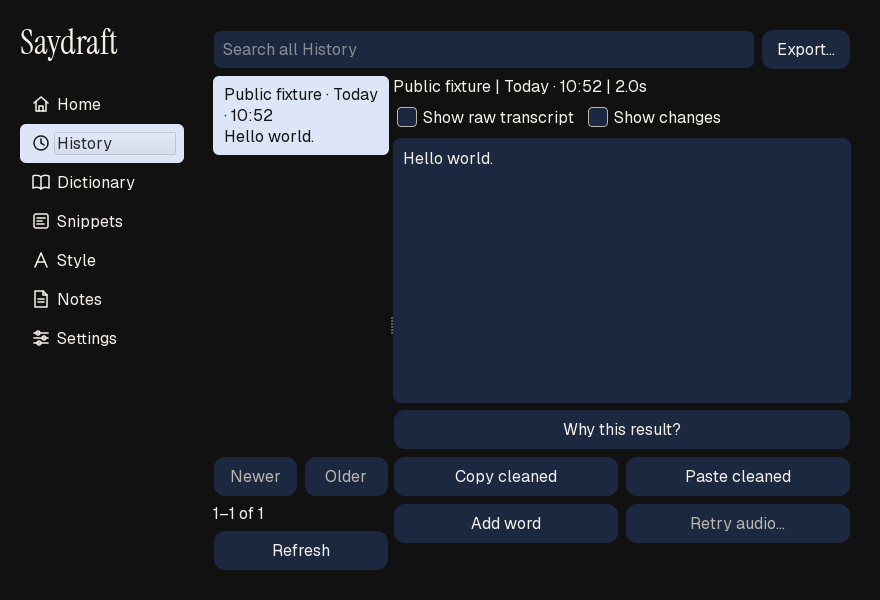 Saydraft
Home
History
Dictionary
Snippets
Style
Notes
Settings
Search all History
Export...
Public fixture · Today
· 10:52
Hello world.
Public fixture | Today · 10:52 | 2.0s
Show raw transcript
Show changes
Hello world.
Why this result?
Newer
Older
Copy cleaned
Paste cleaned
1–1 of 1
Add word
Retry audio...
Refresh